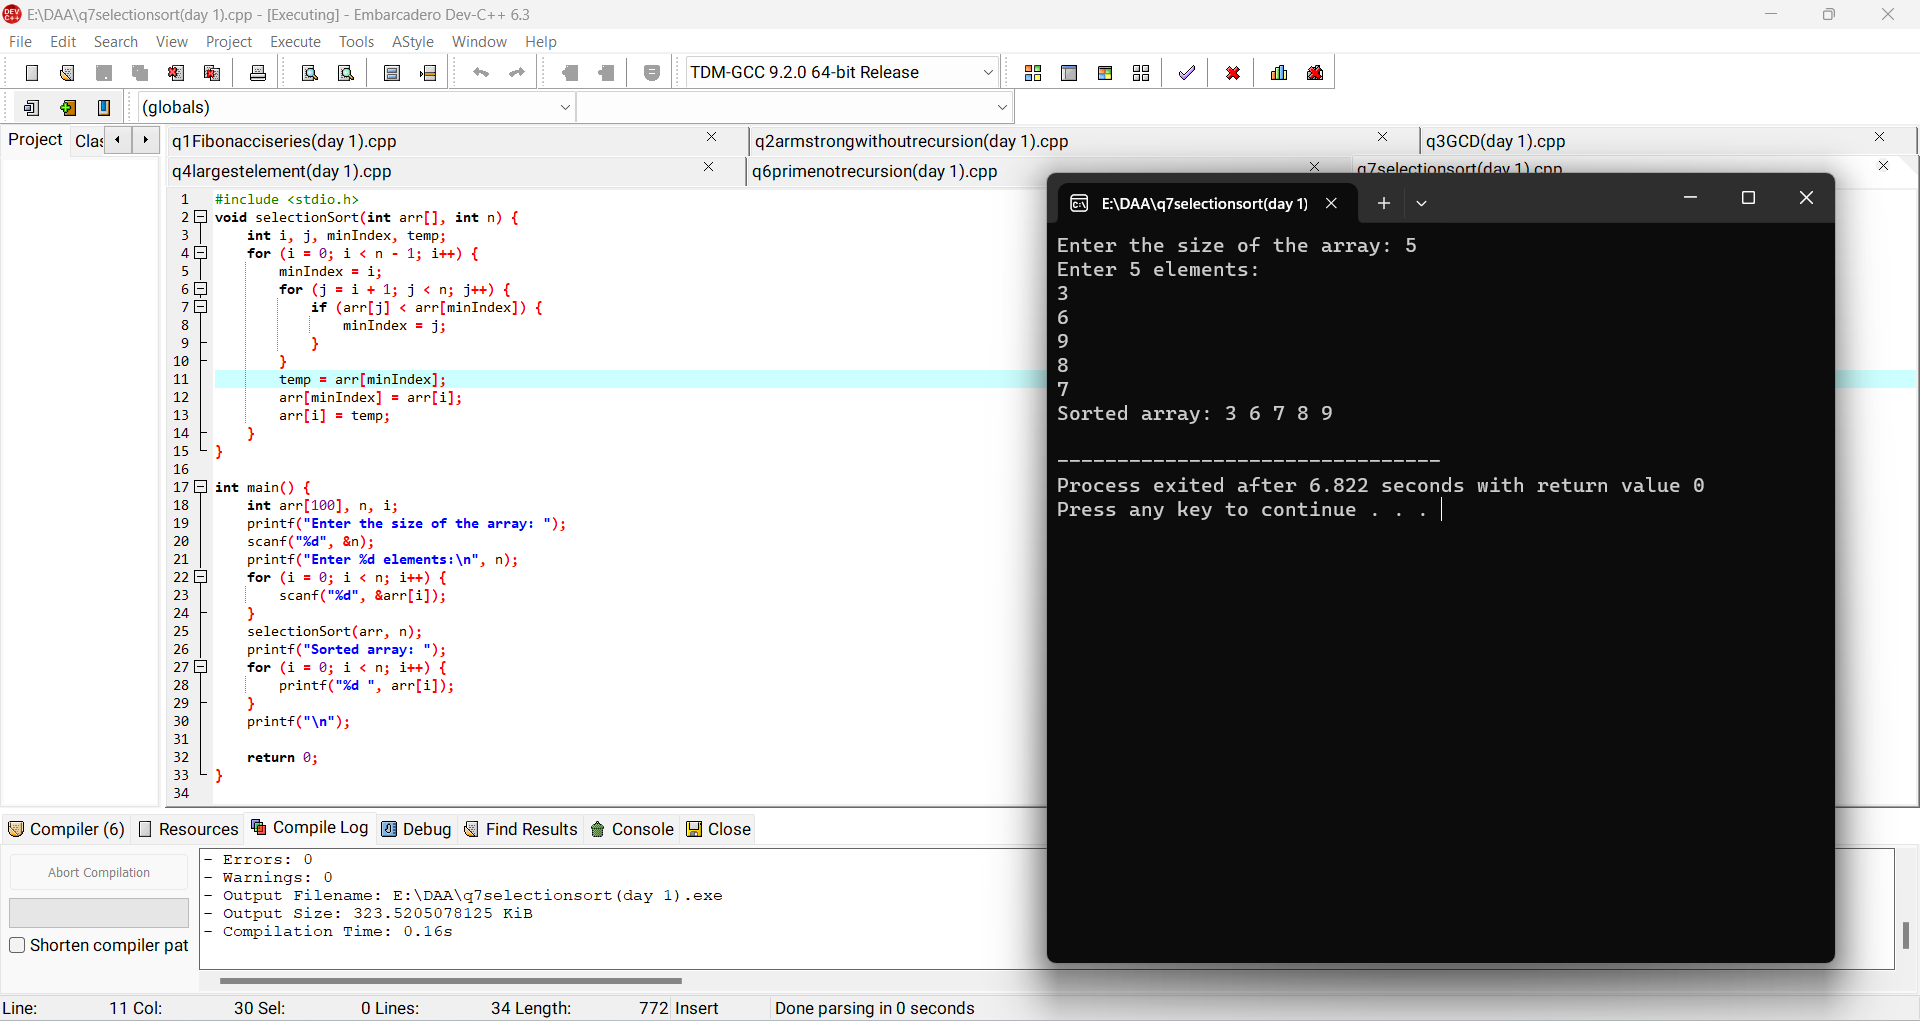 E:\DAA\q7selectionsort(day 1).cpp - [Executing] - Embarcadero Dev-C++ 6.3
File Edit Search View Project Execute Tools AStyle Window Help
TDM-GCC 9.2.0 64-bit Release
(globals)
Project Clas
q1Fibonacciseries(day 1).cpp q2armstrongwithoutrecursion(day 1).cpp q3GCD(day 1).cpp
q4largestelement(day 1).cpp q6primenotrecursion(day 1).cpp q7selectionsort(day 1).cpp
1 #include <stdio.h>
2 void selectionSort(int arr[], int n) {
3 int i, j, minIndex, temp;
4 for (i = 0; i < n - 1; i++) {
5 minIndex = i;
6 for (j = i + 1; j < n; j++) {
7 if (arr[j] < arr[minIndex]) {
8 minIndex = j;
9 }
10 }
11 temp = arr[minIndex];
12 arr[minIndex] = arr[i];
13 arr[i] = temp;
14 }
15 }
16
17 int main() {
18 int arr[100], n, i;
19 printf("Enter the size of the array: ");
20 scanf("%d", &n);
21 printf("Enter %d elements:\n", n);
22 for (i = 0; i < n; i++) {
23 scanf("%d", &arr[i]);
24 }
25 selectionSort(arr, n);
26 printf("Sorted array: ");
27 for (i = 0; i < n; i++) {
28 printf("%d ", arr[i]);
29 }
30 printf("\n");
31
32 return 0;
33 }
34
E:\DAA\q7selectionsort(day 1)
Enter the size of the array: 5
Enter 5 elements:
3
6
9
8
7
Sorted array: 3 6 7 8 9
--------------------------------
Process exited after 6.822 seconds with return value 0
Press any key to continue . . .
Compiler (6) Resources Compile Log Debug Find Results Console Close
Abort Compilation
Shorten compiler pat
- Errors: 0
- Warnings: 0
- Output Filename: E:\DAA\q7selectionsort(day 1).exe
- Output Size: 323.5205078125 KiB
- Compilation Time: 0.16s
Line: 11 Col: 30 Sel: 0 Lines: 34 Length: 772 Insert Done parsing in 0 seconds